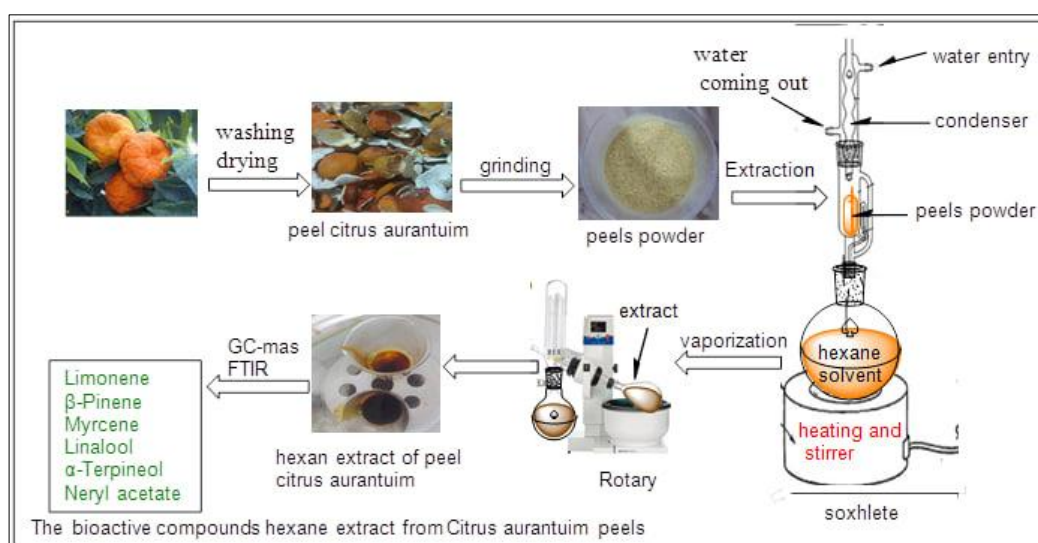 washing
drying
peel citrus aurantuim
grinding
peels powder
Extraction
water
coming out
water entry
condenser
peels powder
hexane
solvent
heating and
stirrer
soxhlete
vaporization
extract
Rotary
hexan extract of peel
citrus aurantuim
GC-mas
FTIR
Limonene
β-Pinene
Myrcene
Linalool
α-Terpineol
Neryl acetate
The bioactive compounds hexane extract from Citrus aurantuim peels